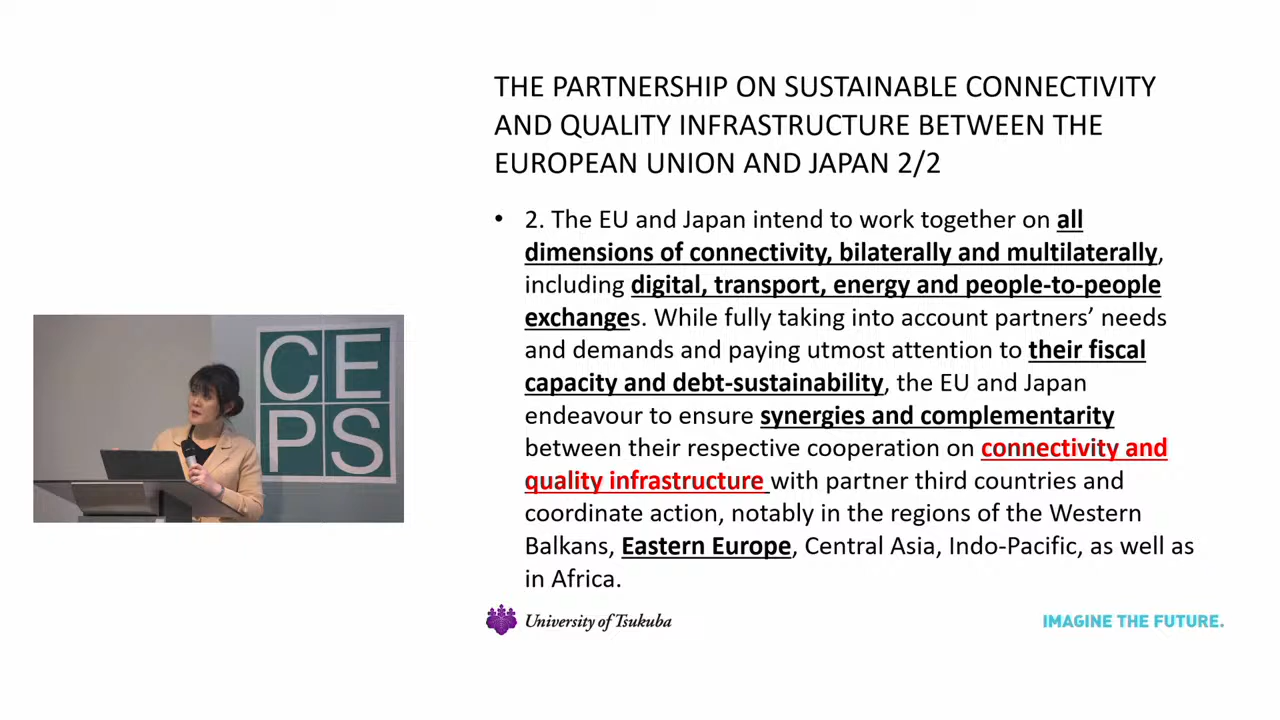 THE PARTNERSHIP ON SUSTAINABLE CONNECTIVITY
AND QUALITY INFRASTRUCTURE BETWEEN THE
EUROPEAN UNION AND JAPAN 2/2
• 2. The EU and Japan intend to work together on all
dimensions of connectivity, bilaterally and multilaterally,
including digital, transport, energy and people-to-people
exchanges. While fully taking into account partners’ needs
and demands and paying utmost attention to their fiscal
capacity and debt-sustainability, the EU and Japan
endeavour to ensure synergies and complementarity
between their respective cooperation on connectivity and
quality infrastructure with partner third countries and
coordinate action, notably in the regions of the Western
Balkans, Eastern Europe, Central Asia, Indo-Pacific, as well as
in Africa.
CE
PS
University of Tsukuba
IMAGINE THE FUTURE.